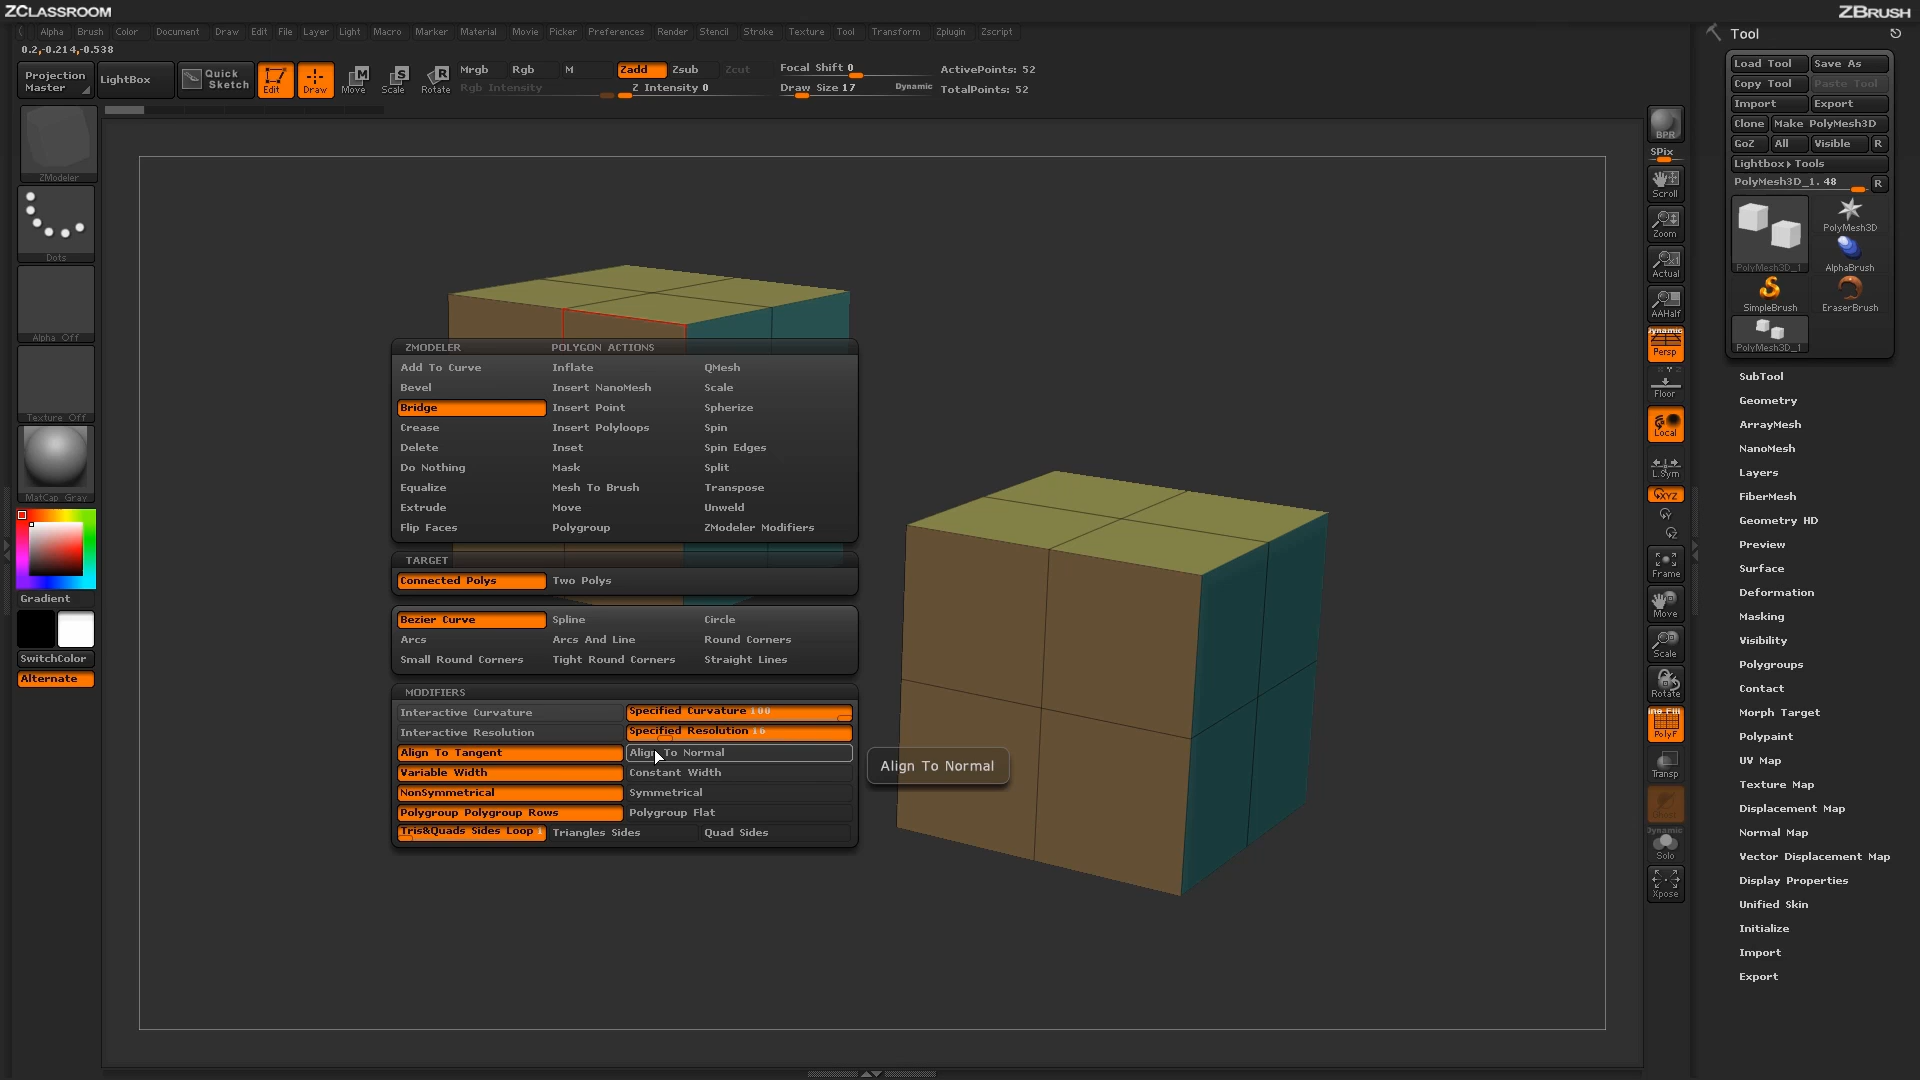 ZCLASSROOM
ZBRUSH
Alpha Brush Color Document Draw Edit File Layer Light Macro Marker Material Movie Picker Preferences Render Stencil Stroke Texture Tool Transform Zplugin Zscript
0.2,-0.214,-0.538
Projection Master
LightBox
Quick Sketch
Edit
Draw
Move
Scale
Rotate
Mrgb Rgb M
Rgb Intensity
Zadd Zsub Zcut
Z Intensity 0
Focal Shift 0
Draw Size 17
Dynamic
ActivePoints: 52
TotalPoints: 52
ZModeler
Dots
Alpha Off
Texture Off
MatCap Gray
Gradient
SwitchColor
Alternate
ZMODELER POLYGON ACTIONS
Add To Curve Inflate QMesh
Bevel Insert NanoMesh Scale
Bridge Insert Point Spherize
Crease Insert Polyloops Spin
Delete Inset Spin Edges
Do Nothing Mask Split
Equalize Mesh To Brush Transpose
Extrude Move Unweld
Flip Faces Polygroup ZModeler Modifiers
TARGET
Connected Polys Two Polys
Bezier Curve Spline Circle
Arcs Arcs And Line Round Corners
Small Round Corners Tight Round Corners Straight Lines
MODIFIERS
Interactive Curvature Specified Curvature 100
Interactive Resolution Specified Resolution 16
Align To Tangent Align To Normal
Variable Width Constant Width
NonSymmetrical Symmetrical
Polygroup Polygroup Rows Polygroup Flat
Tris&Quads Sides Loop 1 Triangles Sides Quad Sides
Align To Normal
BPR
SPix
Scroll
Zoom
Actual
AAHalf
Dynamic
Persp
Floor
Local
L.Sym
XYZ
Y
Z
Frame
Move
Scale
Rotate
PolyF
Transp
Dynamic
Solo
Xpose
Tool
Load Tool Save As
Copy Tool Paste Tool
Import Export
Clone Make PolyMesh3D
GoZ All Visible R
Lightbox Tools
PolyMesh3D_1. 48 R
PolyMesh3D
PolyMesh3D_1
AlphaBrush
SimpleBrush EraserBrush
PolyMesh3D_1
SubTool
Geometry
ArrayMesh
NanoMesh
Layers
FiberMesh
Geometry HD
Preview
Surface
Deformation
Masking
Visibility
Polygroups
Contact
Morph Target
Polypaint
UV Map
Texture Map
Displacement Map
Normal Map
Vector Displacement Map
Display Properties
Unified Skin
Initialize
Import
Export